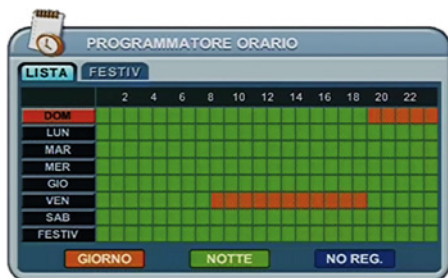 PROGRAMMATORE ORARIO
LISTA FESTIV
2 4 6 8 10 12 14 16 18 20 22
DOM
LUN
MAR
MER
GIO
VEN
SAB
FESTIV
GIORNO NOTTE NO REG.